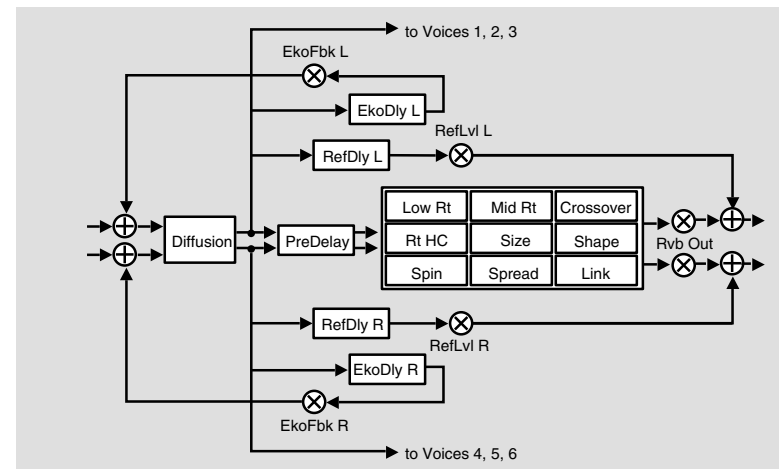 to Voices 1, 2, 3
EkoFbk L
EkoDly L
RefLvl L
RefDly L
Low Rt
Mid Rt
Crossover
Diffusion
PreDelay
Rt HC
Size
Shape
Rvb Out
Spin
Spread
Link
RefDly R
RefLvl R
EkoDly R
EkoFbk R
to Voices 4, 5, 6